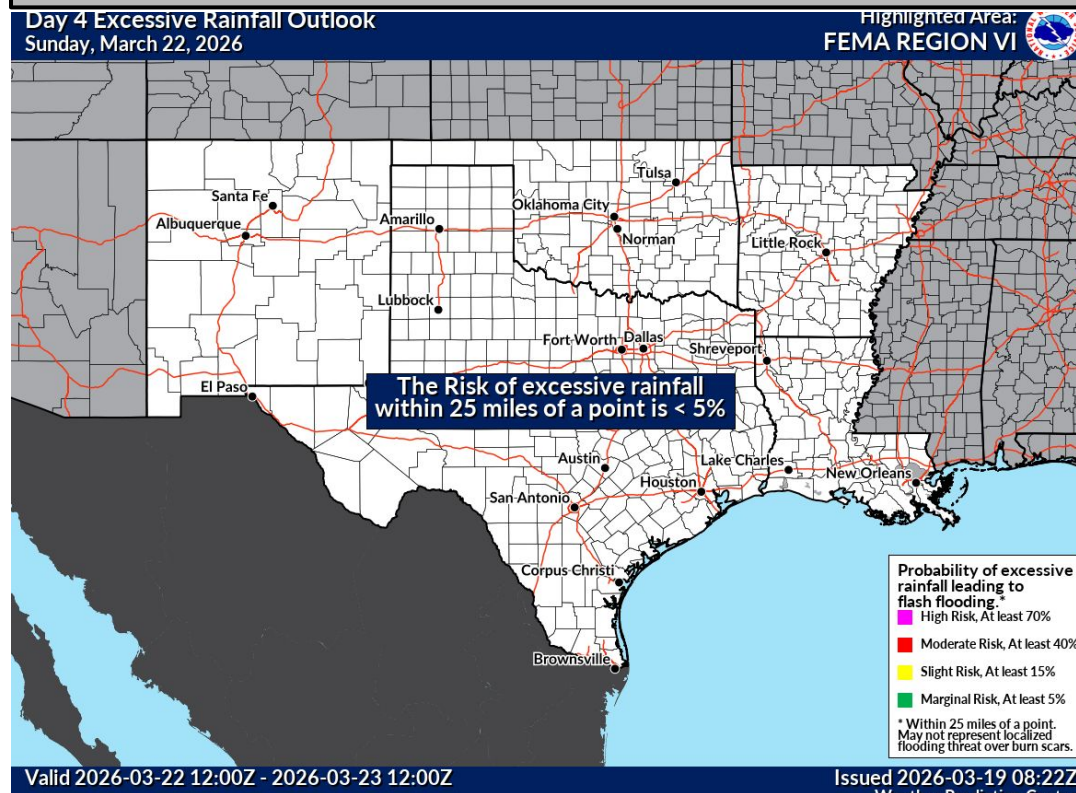 Day 4 Excessive Rainfall Outlook
Sunday, March 22, 2026
Highlighted Area:
FEMA REGION VI
Santa Fe
Albuquerque
Amarillo
Tulsa
Oklahoma City
Norman
Little Rock
Lubbock
Fort Worth
Dallas
Shreveport
El Paso
The Risk of excessive rainfall
within 25 miles of a point is < 5%
Austin
Lake Charles
New Orleans
Houston
San Antonio
Corpus Christi
Brownsville
Probability of excessive
rainfall leading to
flash flooding.*
High Risk, At least 70%
Moderate Risk, At least 40%
Slight Risk, At least 15%
Marginal Risk, At least 5%
* Within 25 miles of a point.
May not represent localized
flooding threat over burn scars.
Valid 2026-03-22 12:00Z - 2026-03-23 12:00Z
Issued 2026-03-19 08:22Z
Weather Prediction Center